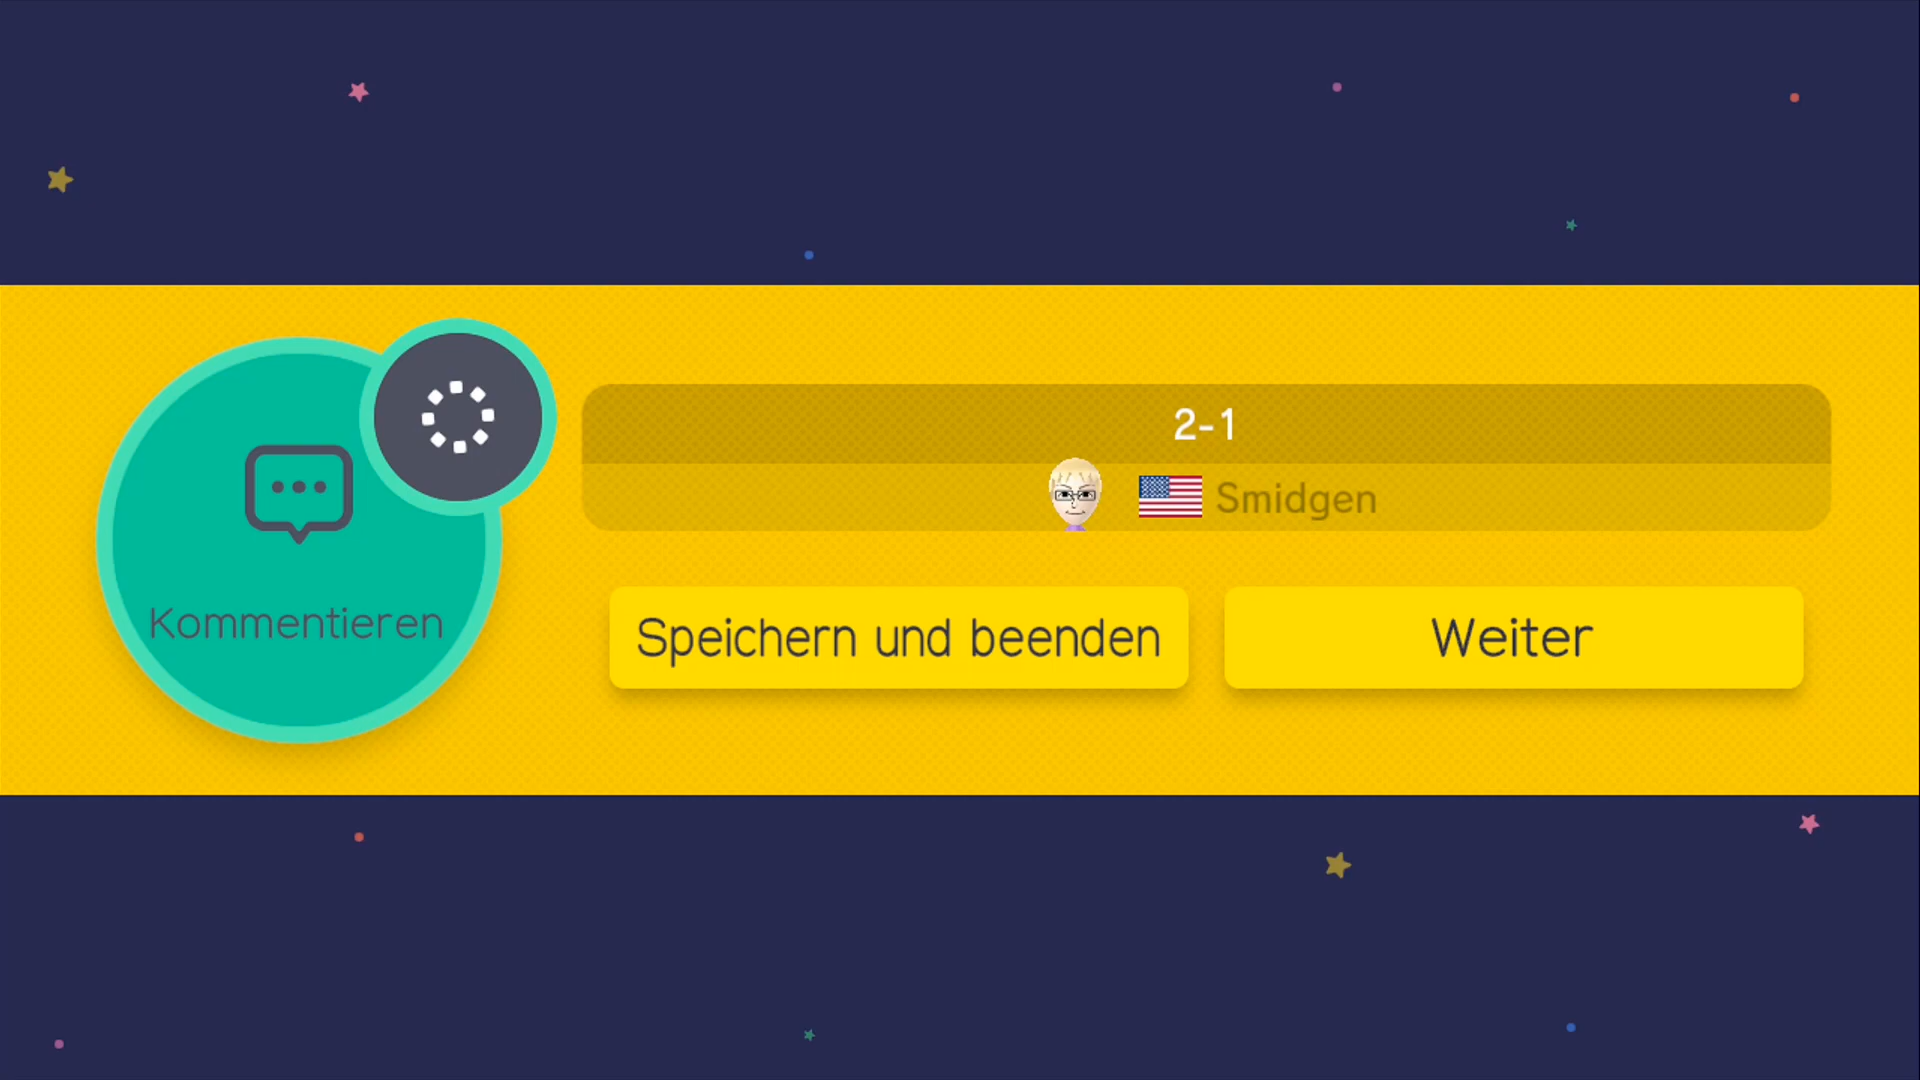 2-1
Smidgen
Kommentieren
Speichern und beenden
Weiter